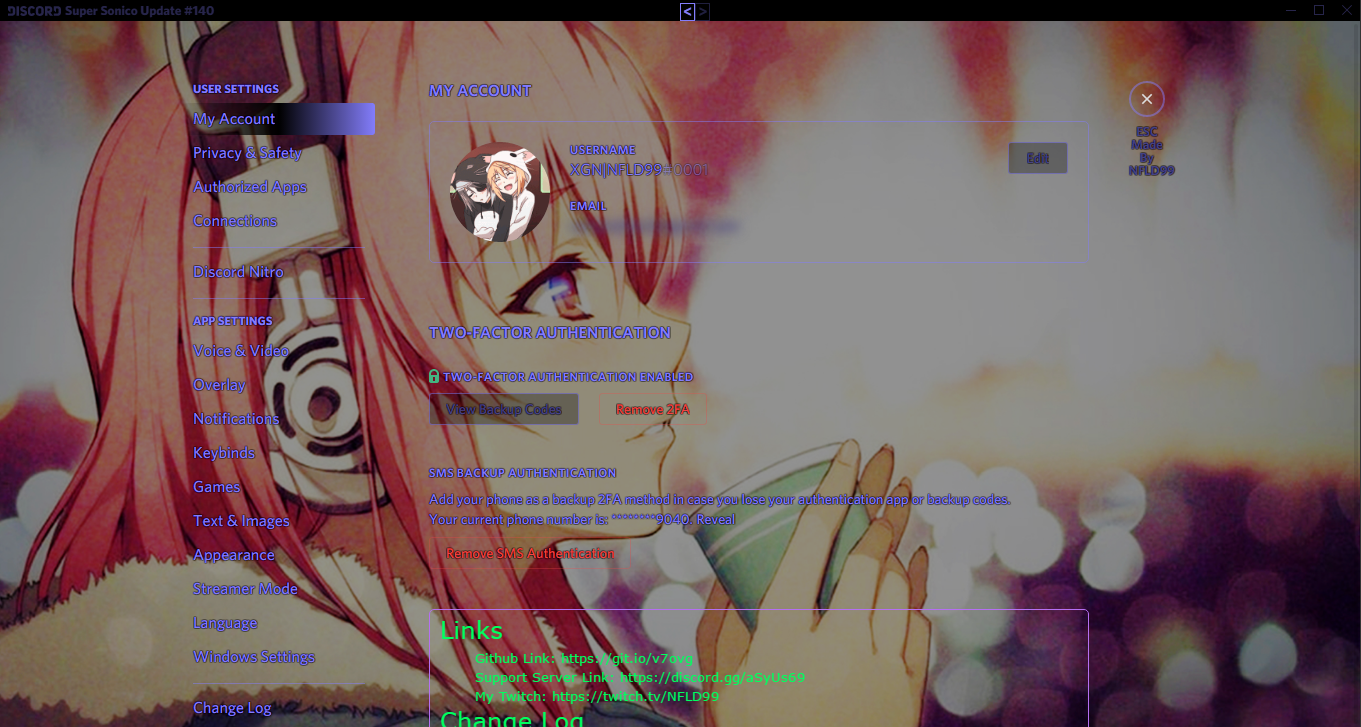 DISCORD Super Sonico Update #140
< >
USER SETTINGS
My Account
Privacy & Safety
Authorized Apps
Connections
Discord Nitro
APP SETTINGS
Voice & Video
Overlay
Notifications
Keybinds
Games
Text & Images
Appearance
Streamer Mode
Language
Windows Settings
Change Log
MY ACCOUNT
USERNAME
XGN|NFLD99#0001
Edit
EMAIL
TWO-FACTOR AUTHENTICATION
TWO-FACTOR AUTHENTICATION ENABLED
View Backup Codes
Remove 2FA
SMS BACKUP AUTHENTICATION
Add your phone as a backup 2FA method in case you lose your authentication app or backup codes.
Your current phone number is: ********9040. Reveal
Remove SMS Authentication
Links
Github Link: https://git.io/v7ovg
Support Server Link: https://discord.gg/aSyUs69
My Twitch: https://twitch.tv/NFLD99
Change Log
ESC
Made
By
NFLD99